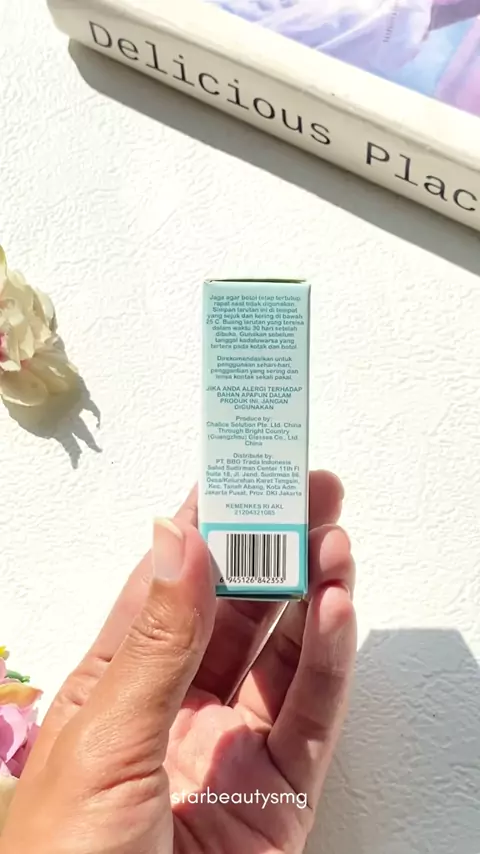 Delicious Plac
Jaga agar botol tetap tertutup
rapat saat tidak digunakan.
Simpan larutan ini di tempat
yang sejuk dan kering di bawah
25 C. Buang larutan yang tersisa
dalam waktu 30 hari setelah
dibuka. Gunakan sebelum
tanggal kadaluwarsa yang
tertera pada kotak dan botol.
Direkomendasikan untuk
penggunaan sehari-hari,
penggantian yang sering dan
lensa kontak sekali pakai.
JIKA ANDA ALERGI TERHADAP
BAHAN APAPUN DALAM
PRODUK INI, JANGAN
DIGUNAKAN
Produce by:
Chalice Solution Pte. Ltd. China
Through Bright Country
(Guangzhou) Glasses Co., Ltd
China
Distribute by:
PT. BBG Trada Indonesia
Sahid Sudirman Center 11th Fl
Suite 18, Jl. Jend. Sudirman 86,
Desa/Kelurahan Karet Tengsin,
Kec. Tanah Abang, Kota Adm.
Jakarta Pusat, Prov. DKI Jakarta
KEMENKES RI AKL
21204321085
6 945126 842353
starbeautysmg